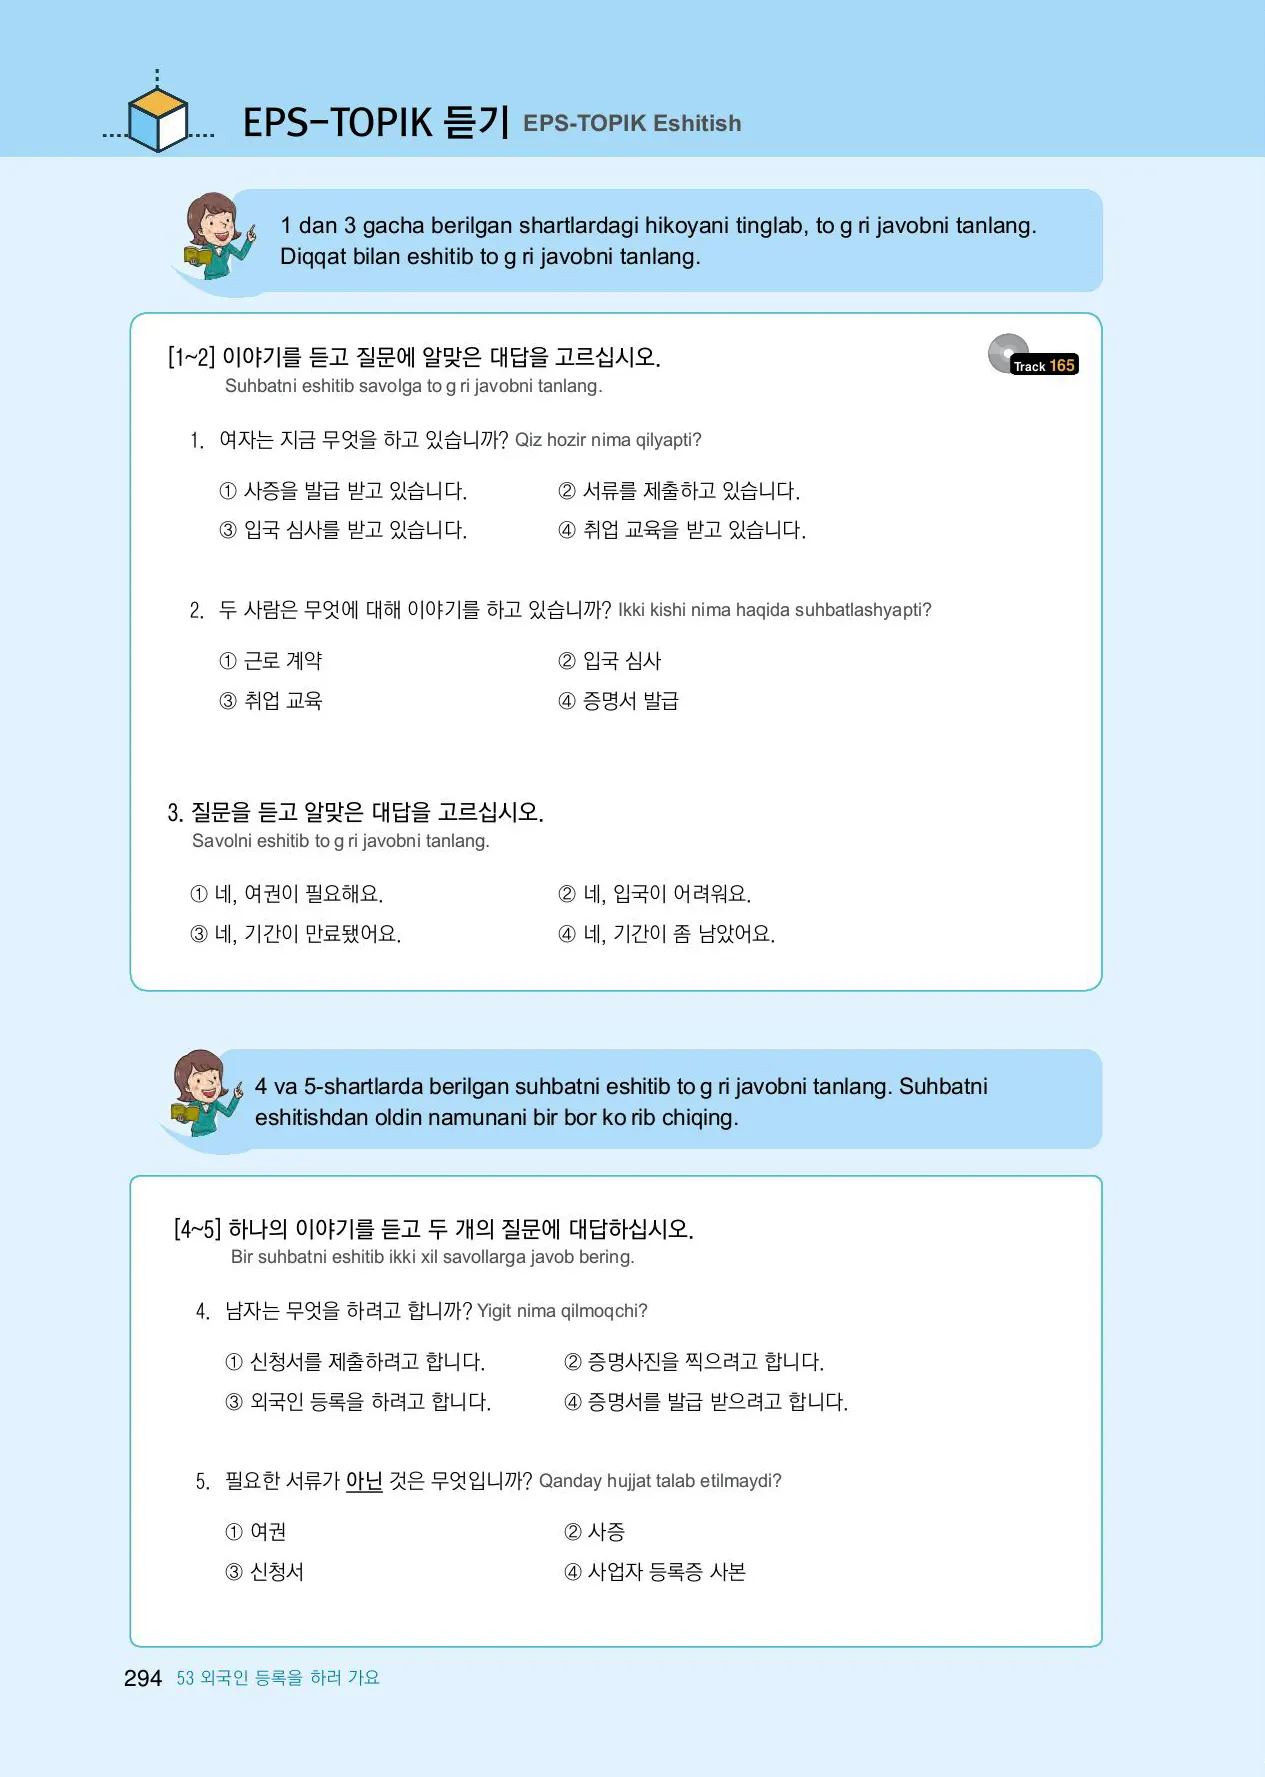 EPS-TOPIK 듣기 EPS-TOPIK Eshitish
1 dan 3 gacha berilgan shartlardagi hikoyani tinglab, to g ri javobni tanlang.
Diqqat bilan eshitib to g ri javobni tanlang.
[1~2] 이야기를 듣고 질문에 알맞은 대답을 고르십시오.
Track 165
Suhbatni eshitib savolga to g ri javobni tanlang.
1. 여자는 지금 무엇을 하고 있습니까? Qiz hozir nima qilyapti?
① 사증을 발급 받고 있습니다. ② 서류를 제출하고 있습니다.
③ 입국 심사를 받고 있습니다. ④ 취업 교육을 받고 있습니다.
2. 두 사람은 무엇에 대해 이야기를 하고 있습니까? Ikki kishi nima haqida suhbatlashyapti?
① 근로 계약 ② 입국 심사
③ 취업 교육 ④ 증명서 발급
3. 질문을 듣고 알맞은 대답을 고르십시오.
Savolni eshitib to g ri javobni tanlang.
① 네, 여권이 필요해요. ② 네, 입국이 어려워요.
③ 네, 기간이 만료됐어요. ④ 네, 기간이 좀 남았어요.
4 va 5-shartlarda berilgan suhbatni eshitib to g ri javobni tanlang. Suhbatni
eshitishdan oldin namunani bir bor ko rib chiqing.
[4~5] 하나의 이야기를 듣고 두 개의 질문에 대답하십시오.
Bir suhbatni eshitib ikki xil savollarga javob bering.
4. 남자는 무엇을 하려고 합니까? Yigit nima qilmoqchi?
① 신청서를 제출하려고 합니다. ② 증명사진을 찍으려고 합니다.
③ 외국인 등록을 하려고 합니다. ④ 증명서를 발급 받으려고 합니다.
5. 필요한 서류가 아닌 것은 무엇입니까? Qanday hujjat talab etilmaydi?
① 여권 ② 사증
③ 신청서 ④ 사업자 등록증 사본
294 53 외국인 등록을 하러 가요